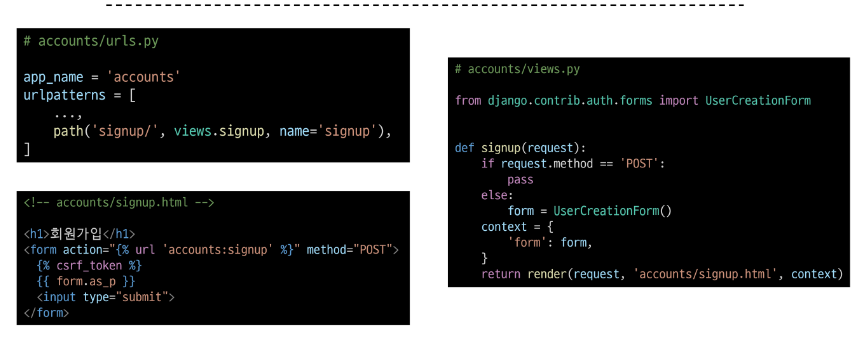 # accounts/urls.py
app_name = 'accounts'
urlpatterns = [
    ...,
    path('signup/', views.signup, name='signup'),
]
<!-- accounts/signup.html -->
<h1>회원가입</h1>
<form action="{% url 'accounts:signup' %}" method="POST">
  {% csrf_token %}
  {{ form.as_p }}
  <input type="submit">
</form>
# accounts/views.py
from django.contrib.auth.forms import UserCreationForm
def signup(request):
    if request.method == 'POST':
        pass
    else:
        form = UserCreationForm()
    context = {
        'form': form,
    }
    return render(request, 'accounts/signup.html', context)